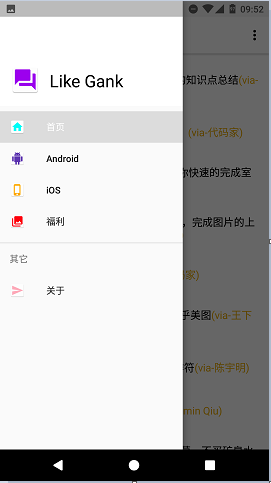 09:52
Like Gank
首页
Android
iOS
福利
其它
关于
的知识点总结(via-
(via-代码家)
你快速的完成室
，完成图片的上
家)
乎美图(via-王下
符(via-陈宇明)
min Qiu)